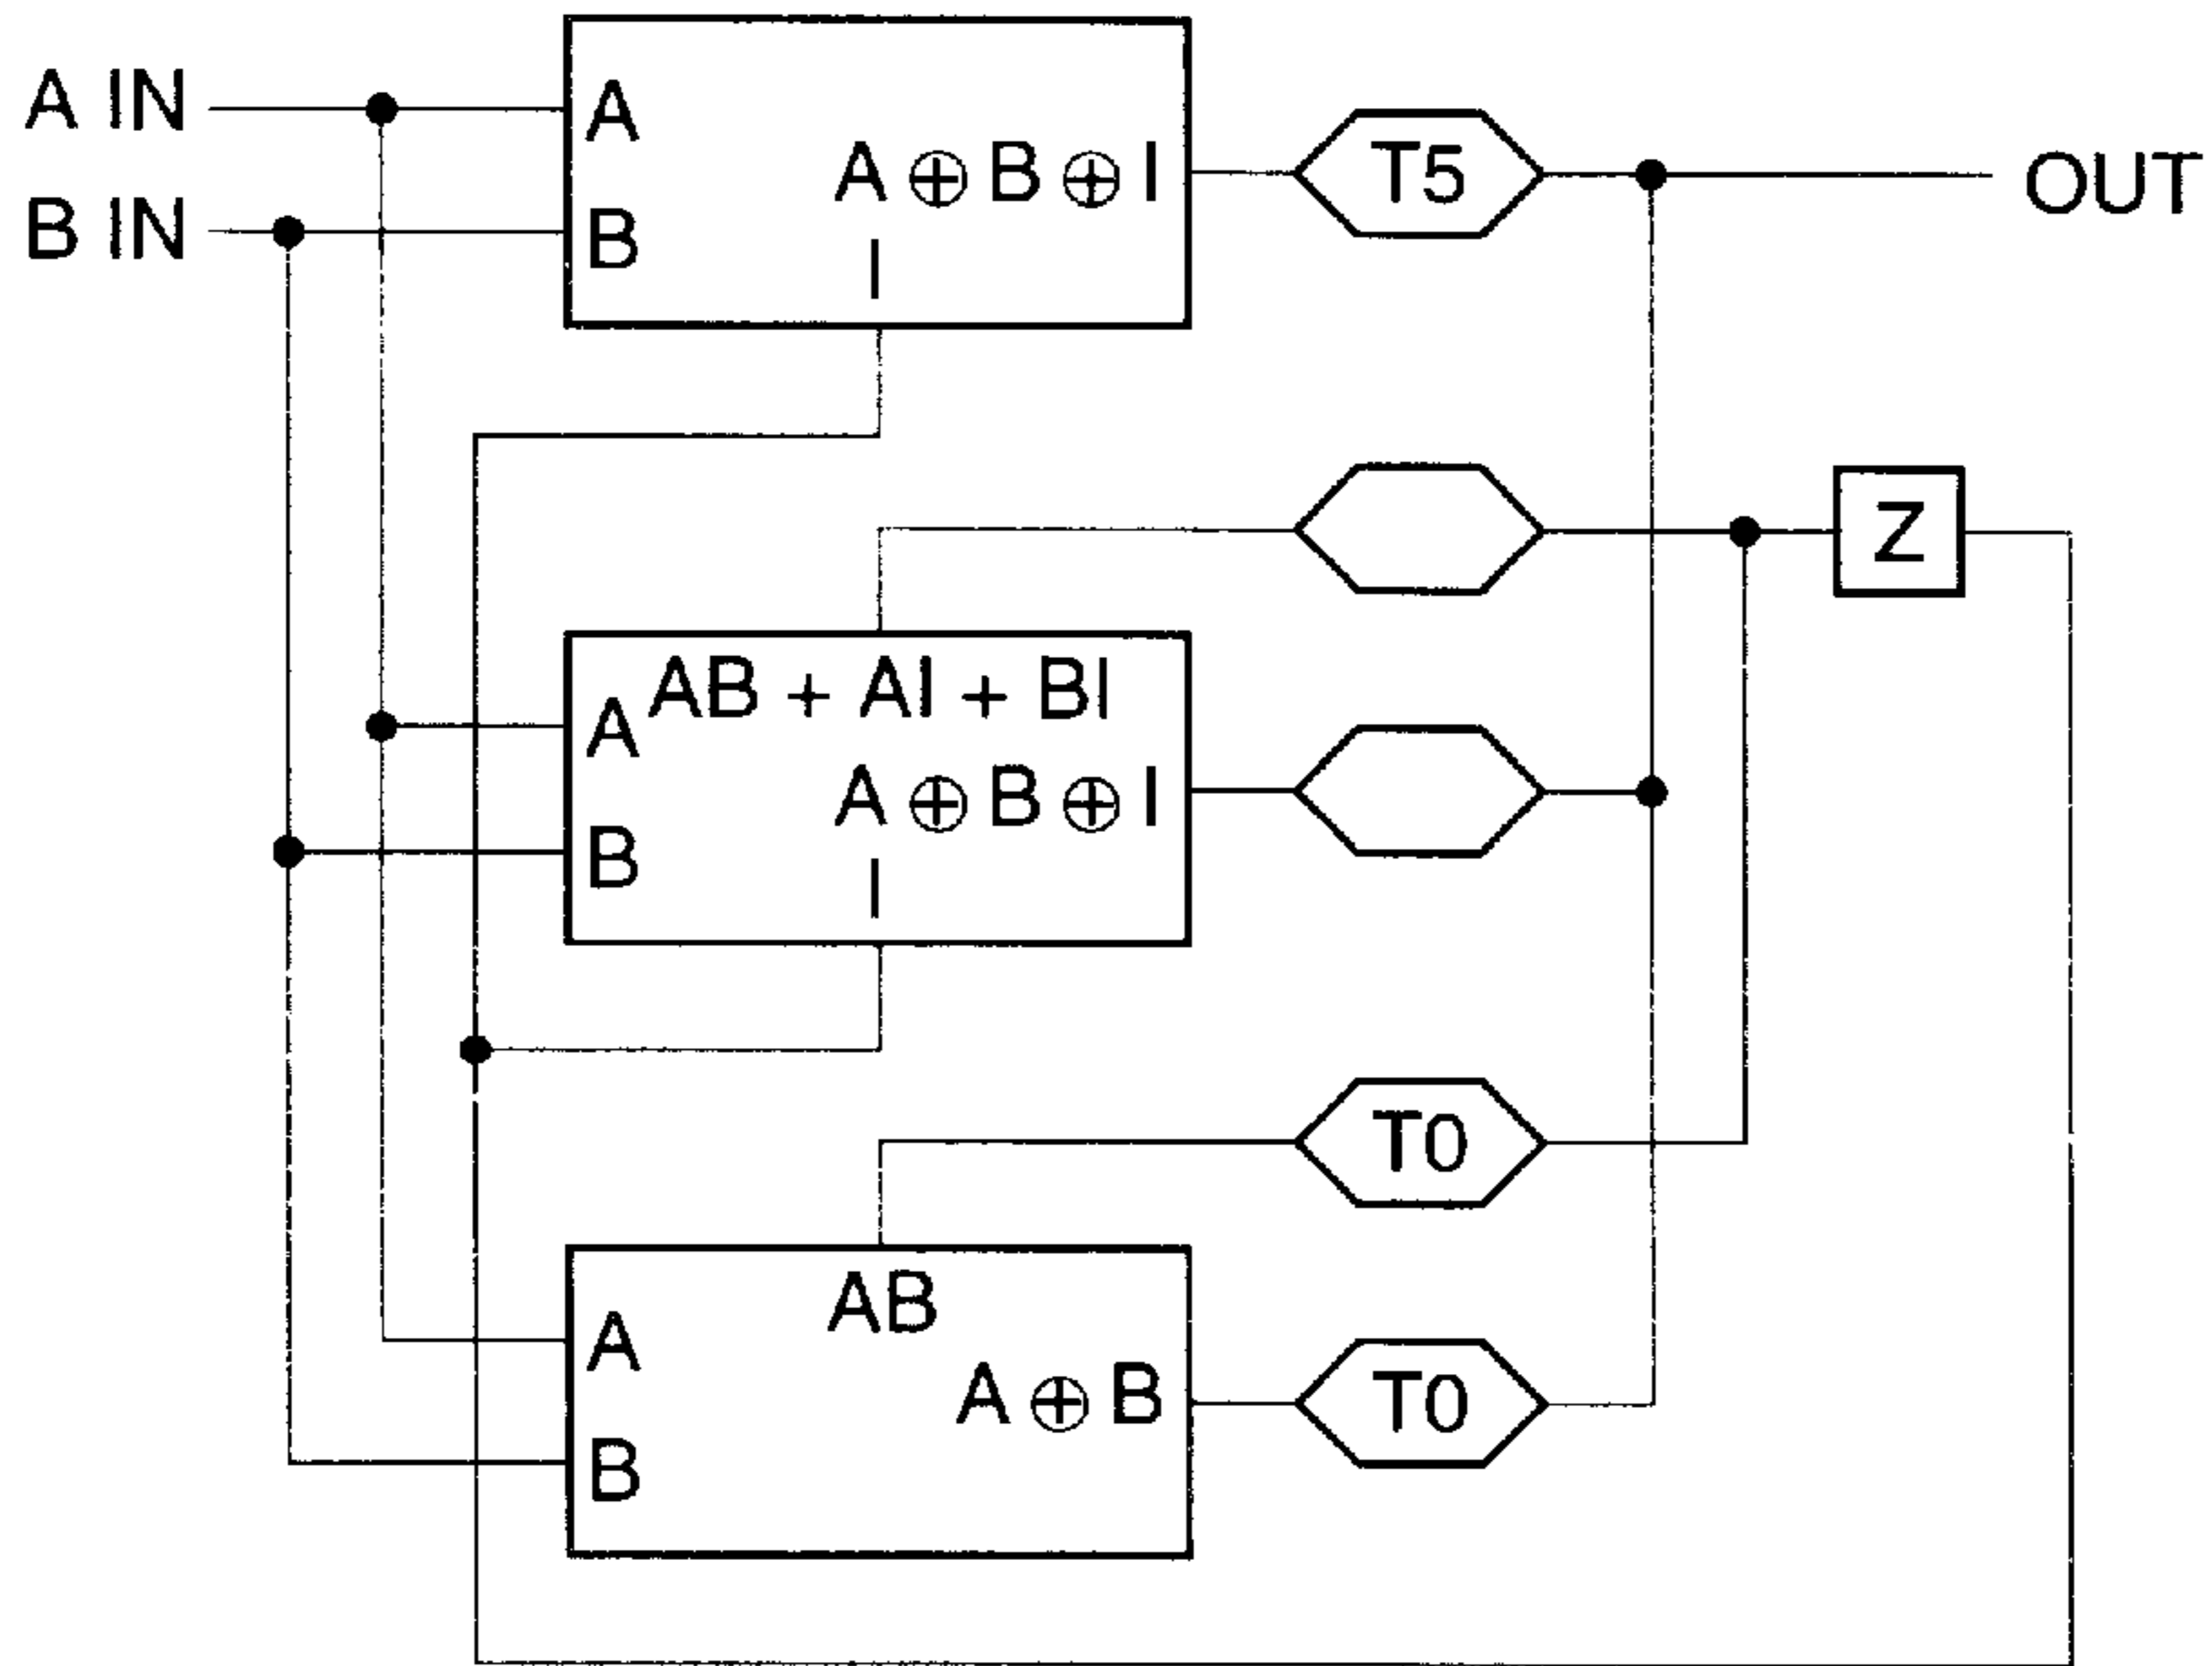 A IN
B IN
A
B
A ⊕ B ⊕ I
I
T5
OUT
Z
AB + AI + BI
A
B
A ⊕ B ⊕ I
I
T0
AB
A
B
A ⊕ B
T0